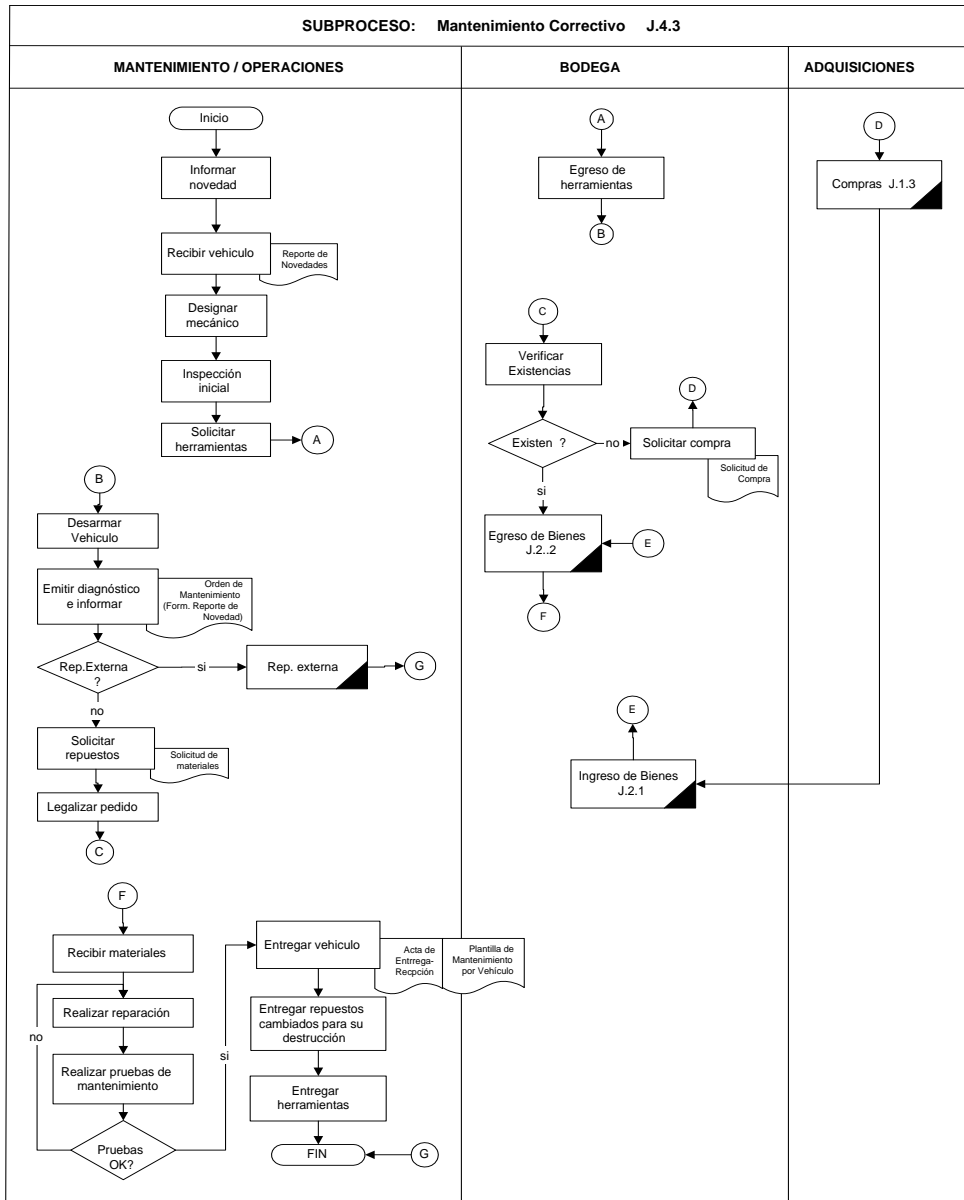 SUBPROCESO: Mantenimiento Correctivo J.4.3
MANTENIMIENTO / OPERACIONES
BODEGA
ADQUISICIONES
Inicio
Informar
novedad
Recibir vehiculo
Reporte de
Novedades
Designar
mecánico
Inspección
inicial
Solicitar
herramientas
A
B
Desarmar
Vehiculo
Emitir diagnóstico
e informar
Orden de
Mantenimiento
(Form. Reporte de
Novedad)
Rep.Externa
?
si
Rep. externa
G
no
Solicitar
repuestos
Solicitud de
materiales
Legalizar pedido
C
F
Recibir materiales
Realizar reparación
no
Realizar pruebas de
mantenimiento
Pruebas
OK?
si
Entregar vehiculo
Acta de
Entrrega-
Recpción
Plantilla de
Mantenimiento
por Vehículo
Entregar repuestos
cambiados para su
destrucción
Entregar
herramientas
FIN
G
A
Egreso de
herramientas
B
C
Verificar
Existencias
Existen ?
no
Solicitar compra
D
Solicitud de
Compra
si
Egreso de Bienes
J.2..2
E
F
E
Ingreso de Bienes
J.2.1
D
Compras J.1.3